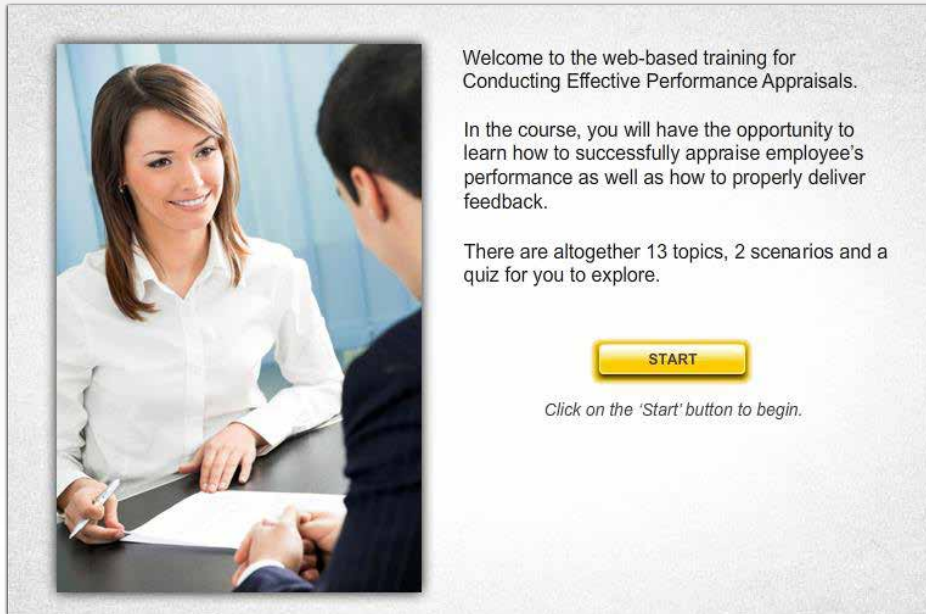 Welcome to the web-based training for
Conducting Effective Performance Appraisals.
In the course, you will have the opportunity to
learn how to successfully appraise employee’s
performance as well as how to properly deliver
feedback.
There are altogether 13 topics, 2 scenarios and a
quiz for you to explore.
START
Click on the ‘Start’ button to begin.